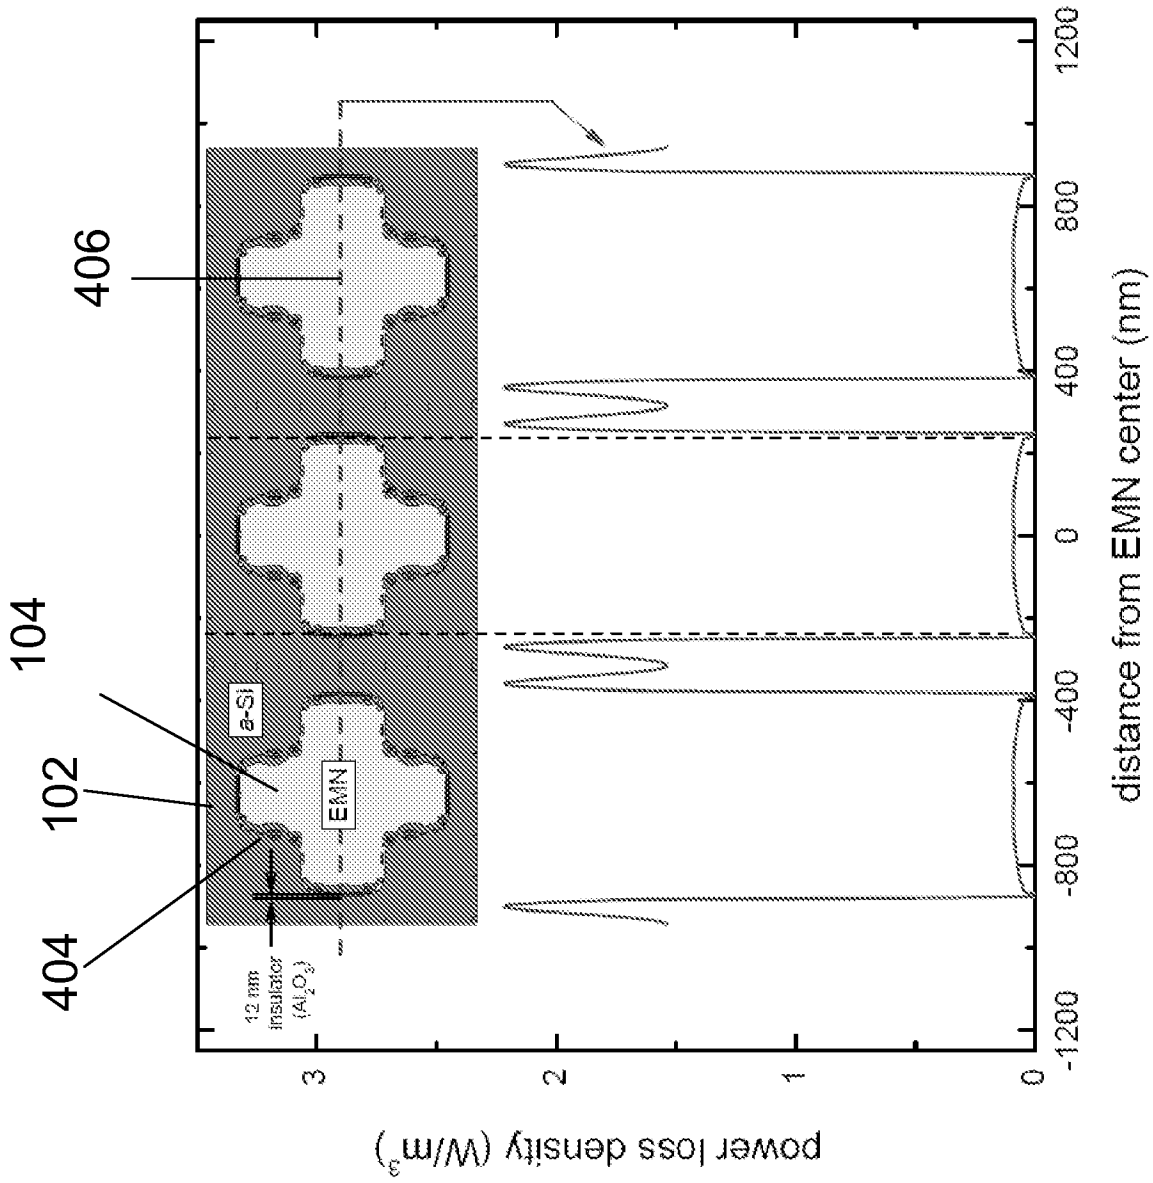 404
102
104
406
12 nm
insulator
(Al2O3)
a-Si
EMN
power loss density (W/m3)
3
2
1
0
-1200
-800
-400
0
400
800
1200
distance from EMN center (nm)